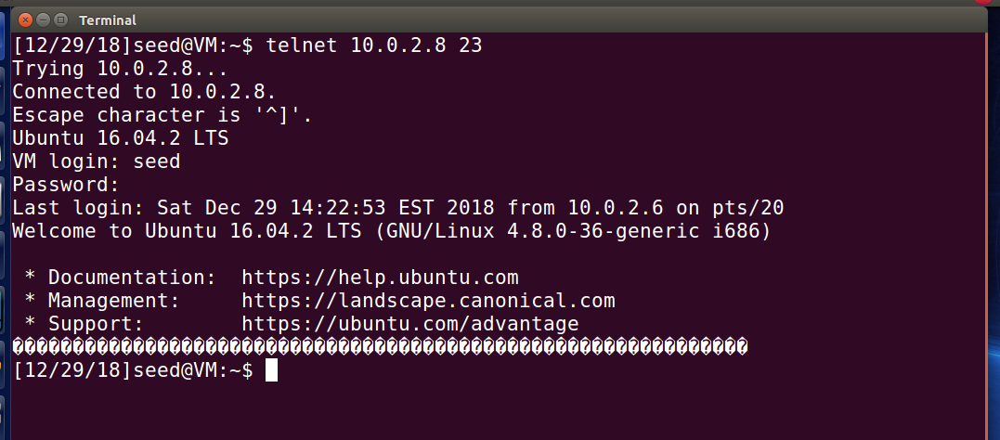 Terminal
[12/29/18]seed@VM:~$ telnet 10.0.2.8 23
Trying 10.0.2.8...
Connected to 10.0.2.8.
Escape character is '^]'.
Ubuntu 16.04.2 LTS
VM login: seed
Password:
Last login: Sat Dec 29 14:22:53 EST 2018 from 10.0.2.6 on pts/20
Welcome to Ubuntu 16.04.2 LTS (GNU/Linux 4.8.0-36-generic i686)
* Documentation:  https://help.ubuntu.com
* Management:     https://landscape.canonical.com
* Support:        https://ubuntu.com/advantage
�������������������������������������������������������������
[12/29/18]seed@VM:~$